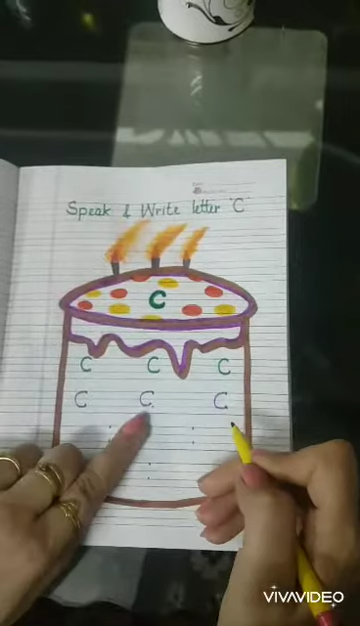 Speak & Write letter "C"
C
C C C
C C C
VIVAVIDEO